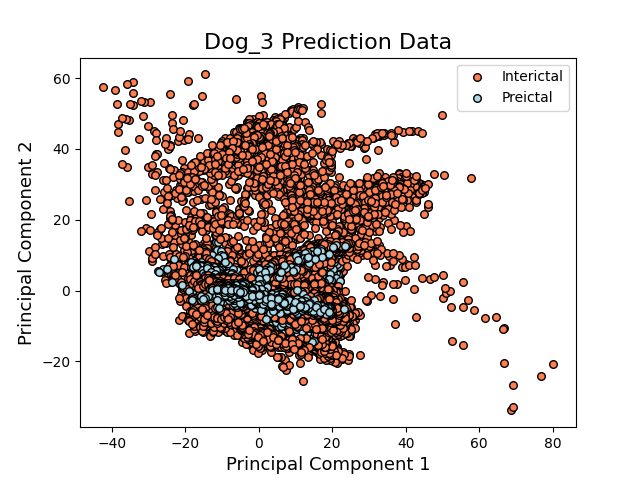 Dog_3 Prediction Data
Interictal
Preictal
Principal Component 2
60
40
20
0
−20
−40
−20
0
20
40
60
80
Principal Component 1